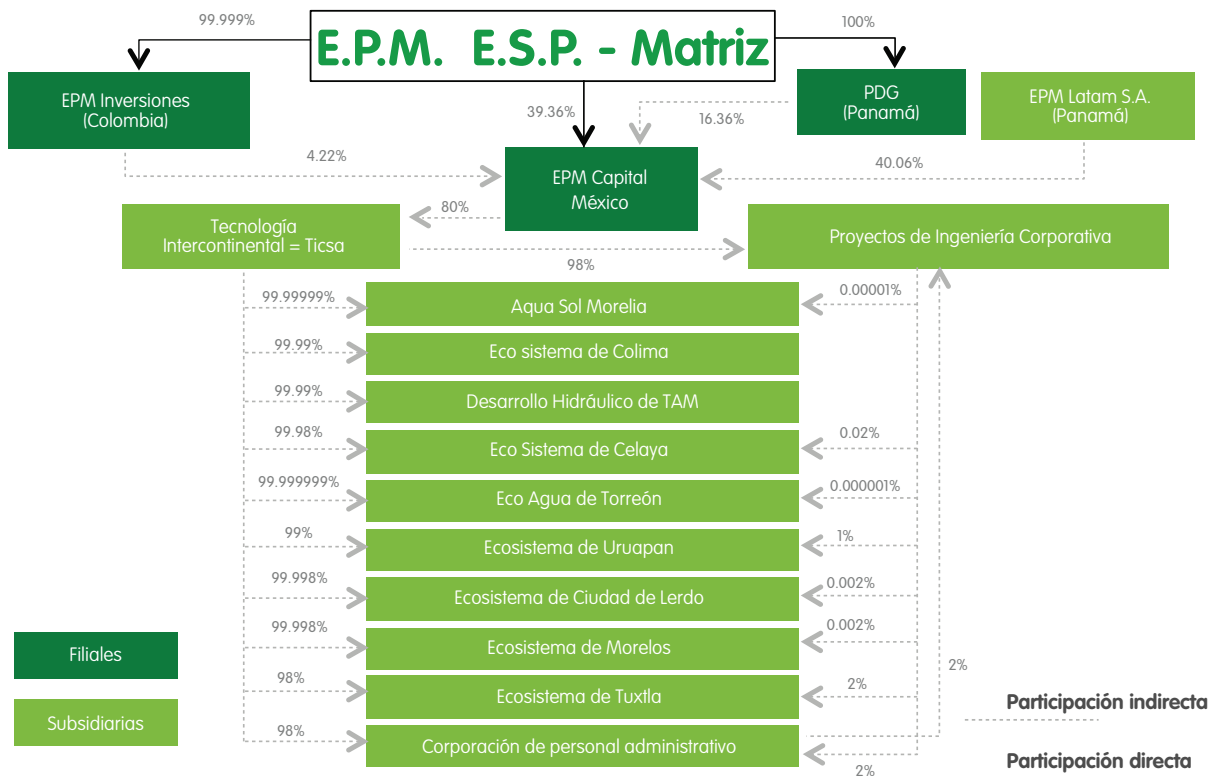 99.999%
E.P.M. E.S.P. - Matriz
100%
EPM Inversiones
(Colombia)
39.36%
16.36%
PDG
(Panamá)
EPM Latam S.A.
(Panamá)
4.22%
EPM Capital
México
40.06%
80%
Tecnología
Intercontinental = Ticsa
98%
Proyectos de Ingeniería Corporativa
99.99999%
Aqua Sol Morelia
0.00001%
99.99%
Eco sistema de Colima
99.99%
Desarrollo Hidráulico de TAM
99.98%
Eco Sistema de Celaya
0.02%
99.999999%
Eco Agua de Torreón
0.000001%
99%
Ecosistema de Uruapan
1%
99.998%
Ecosistema de Ciudad de Lerdo
0.002%
99.998%
Ecosistema de Morelos
0.002%
98%
Ecosistema de Tuxtla
2%
98%
Corporación de personal administrativo
2%
2%
Filiales
Subsidiarias
Participación indirecta
Participación directa